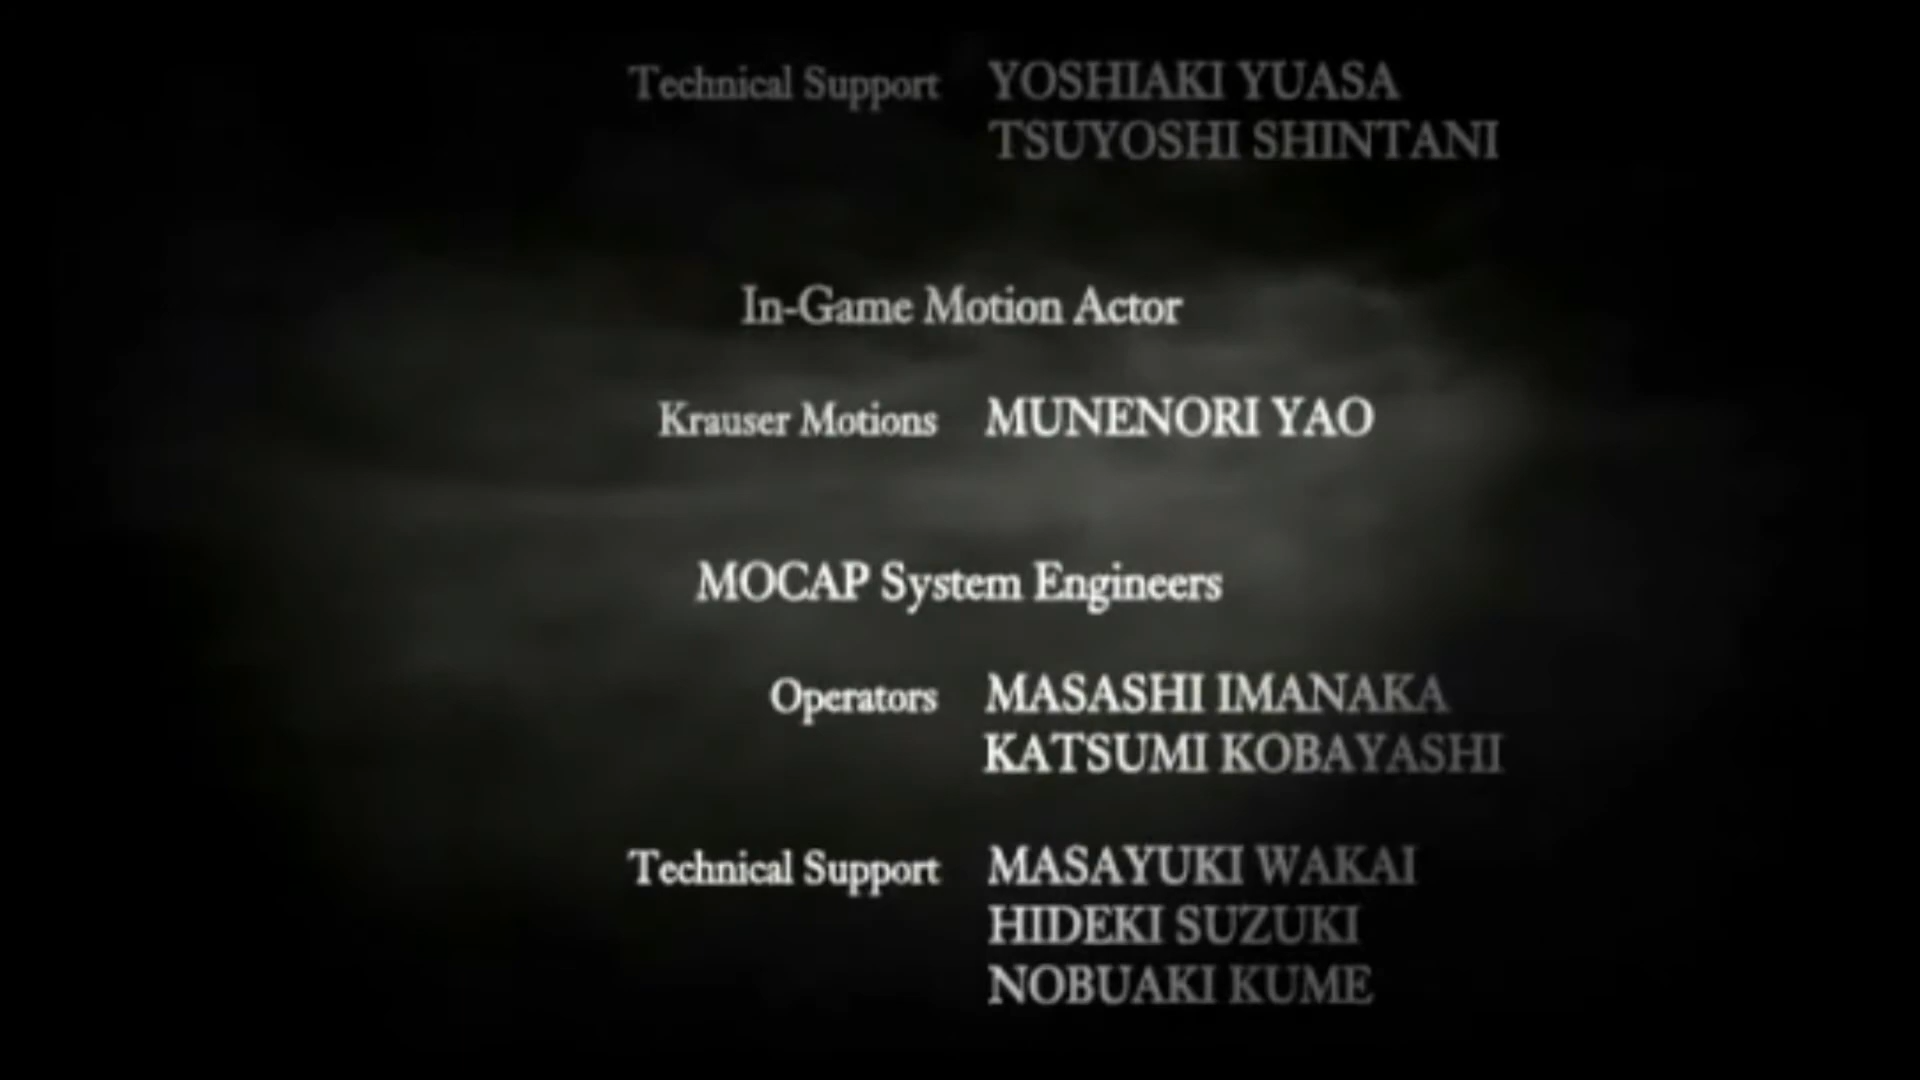 Technical Support YOSHIAKI YUASA
TSUYOSHI SHINTANI
In-Game Motion Actor
Krauser Motions MUNENORI YAO
MOCAP System Engineers
Operators MASASHI IMANAKA
KATSUMI KOBAYASHI
Technical Support MASAYUKI WAKAI
HIDEKI SUZUKI
NOBUAKI KUME